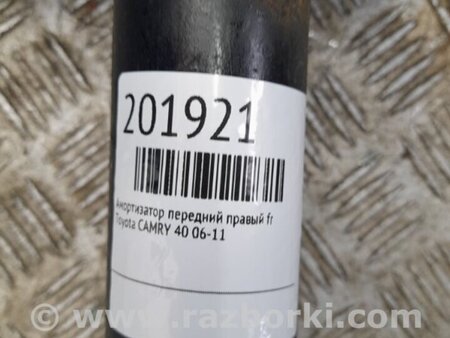 201921
Амортизатор передний правый fr
Toyota CAMRY 40 06-11
www.razborki.com